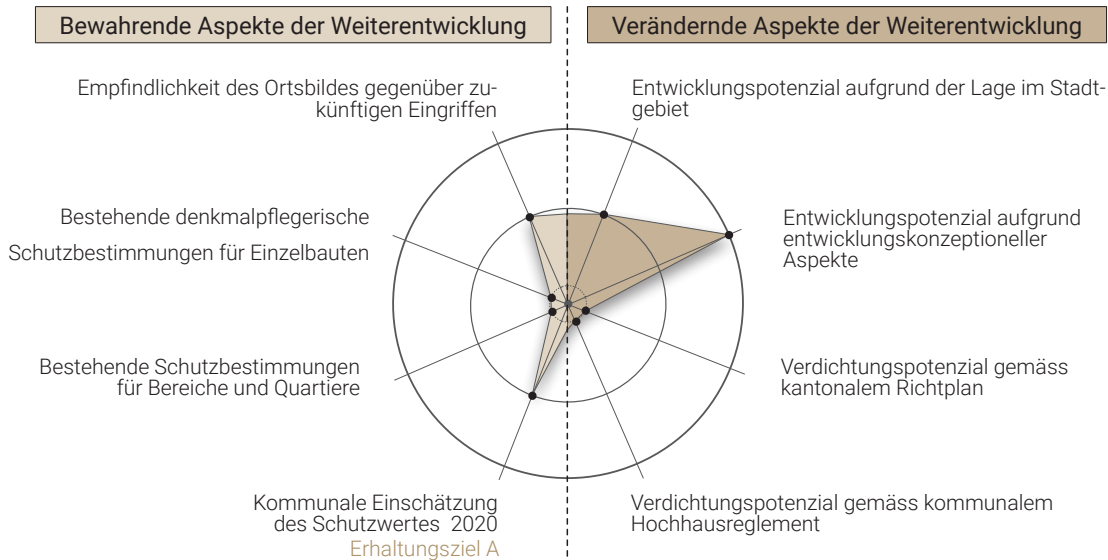 Bewahrende Aspekte der Weiterentwicklung
Verändernde Aspekte der Weiterentwicklung
Empfindlichkeit des Ortsbildes gegenüber zu-
künftigen Eingriffen
Entwicklungspotenzial aufgrund der Lage im Stadt-
gebiet
Bestehende denkmalpflegerische
Schutzbestimmungen für Einzelbauten
Entwicklungspotenzial aufgrund
entwicklungskonzeptioneller
Aspekte
Bestehende Schutzbestimmungen
für Bereiche und Quartiere
Verdichtungspotenzial gemäss
kantonalem Richtplan
Kommunale Einschätzung
des Schutzwertes 2020
Erhaltungsziel A
Verdichtungspotenzial gemäss kommunalem
Hochhausreglement